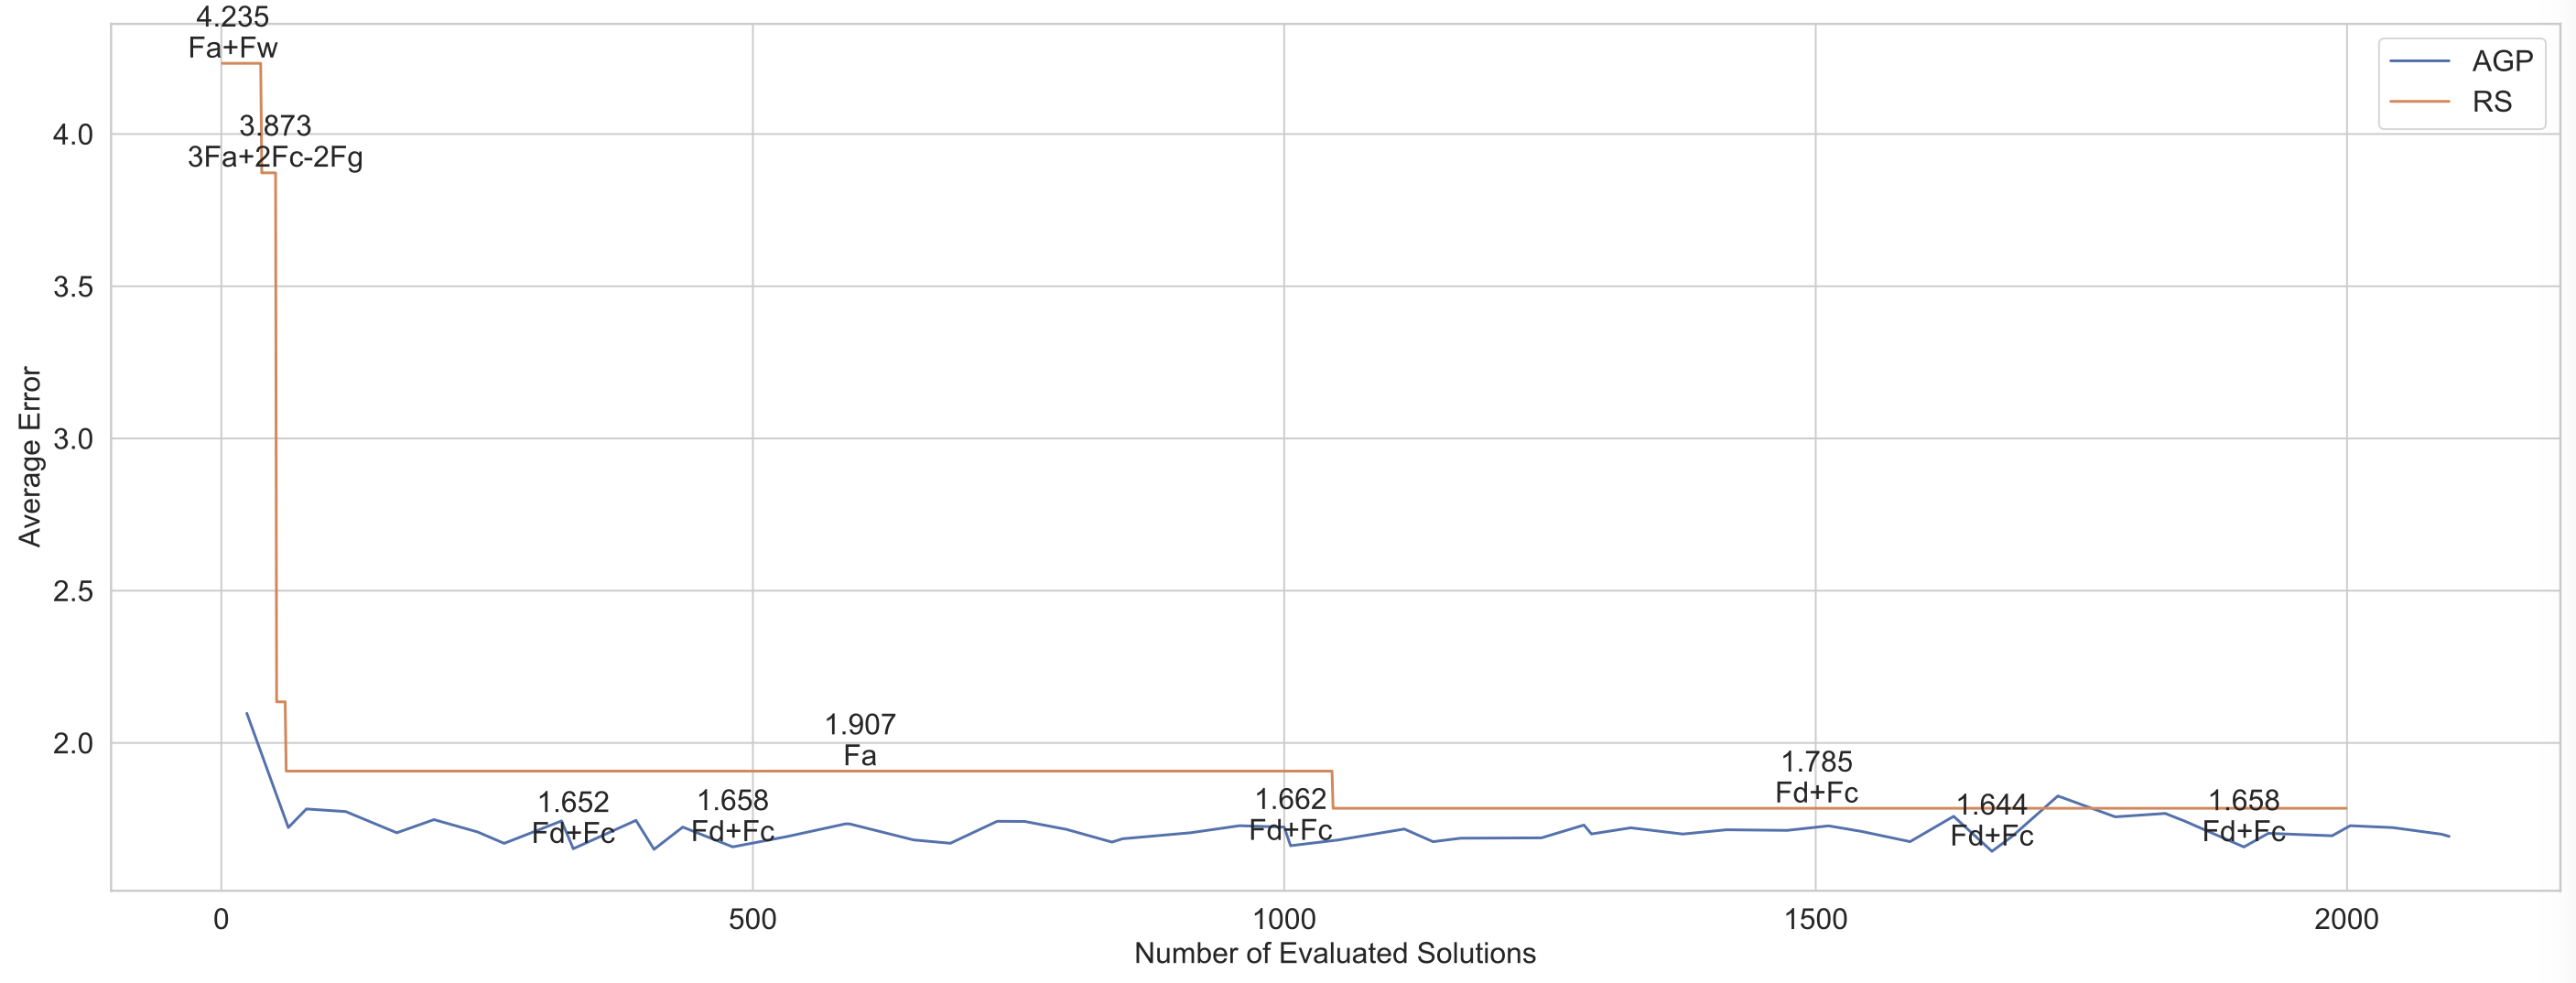 4.235
Fa+Fw
AGP
RS
3.873
3Fa+2Fc-2Fg
4.0
3.5
3.0
2.5
2.0
Average Error
1.907
Fa
1.785
Fd+Fc
1.652
Fd+Fc
1.658
Fd+Fc
1.662
Fd+Fc
1.644
Fd+Fc
1.658
Fd+Fc
0
500
1000
1500
2000
Number of Evaluated Solutions